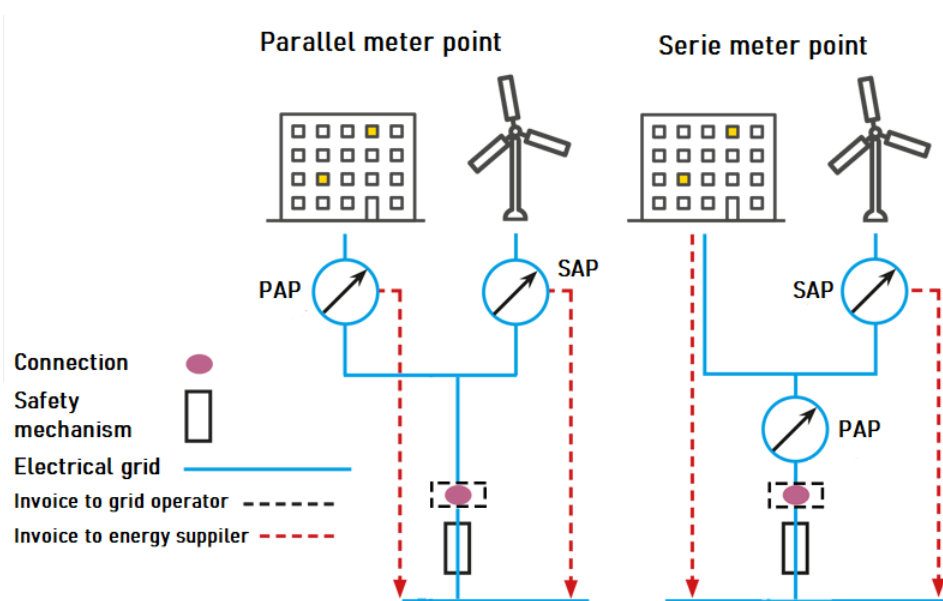 Parallel meter point
Serie meter point
PAP
SAP
SAP
PAP
Connection
Safety
mechanism
Electrical grid
Invoice to grid operator
Invoice to energy suppiler